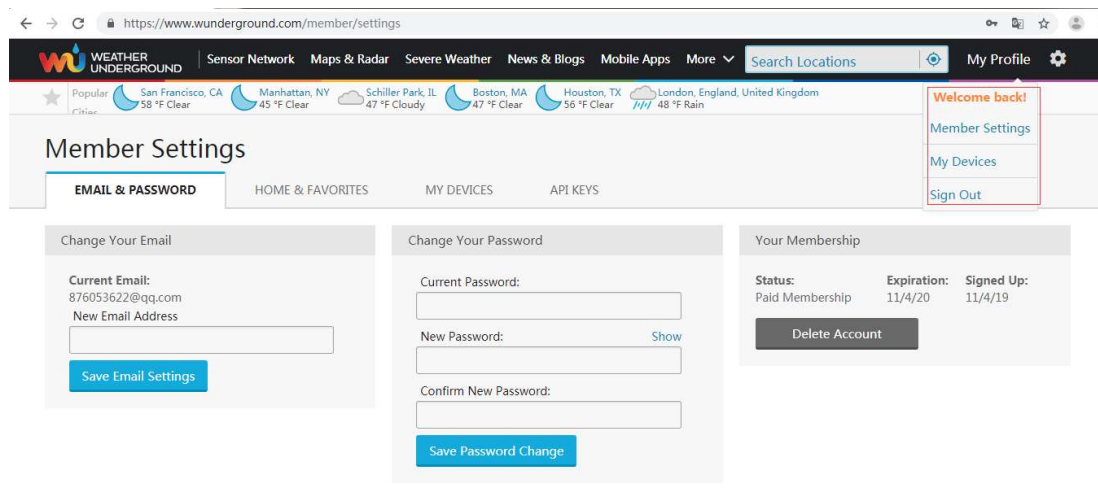 https://www.wunderground.com/member/settings
WEATHER UNDERGROUND
Sensor Network Maps & Radar Severe Weather News & Blogs Mobile Apps More Search Locations My Profile
Popular Cities
San Francisco, CA
58 °F Clear
Manhattan, NY
45 °F Clear
Schiller Park, IL
47 °F Cloudy
Boston, MA
47 °F Clear
Houston, TX
56 °F Clear
London, England, United Kingdom
48 °F Rain
Welcome back!
Member Settings
My Devices
Sign Out
Member Settings
EMAIL & PASSWORD HOME & FAVORITES MY DEVICES API KEYS
Change Your Email
Current Email:
876053622@qq.com
New Email Address
Save Email Settings
Change Your Password
Current Password:
New Password: Show
Confirm New Password:
Save Password Change
Your Membership
Status: Expiration: Signed Up:
Paid Membership 11/4/20 11/4/19
Delete Account